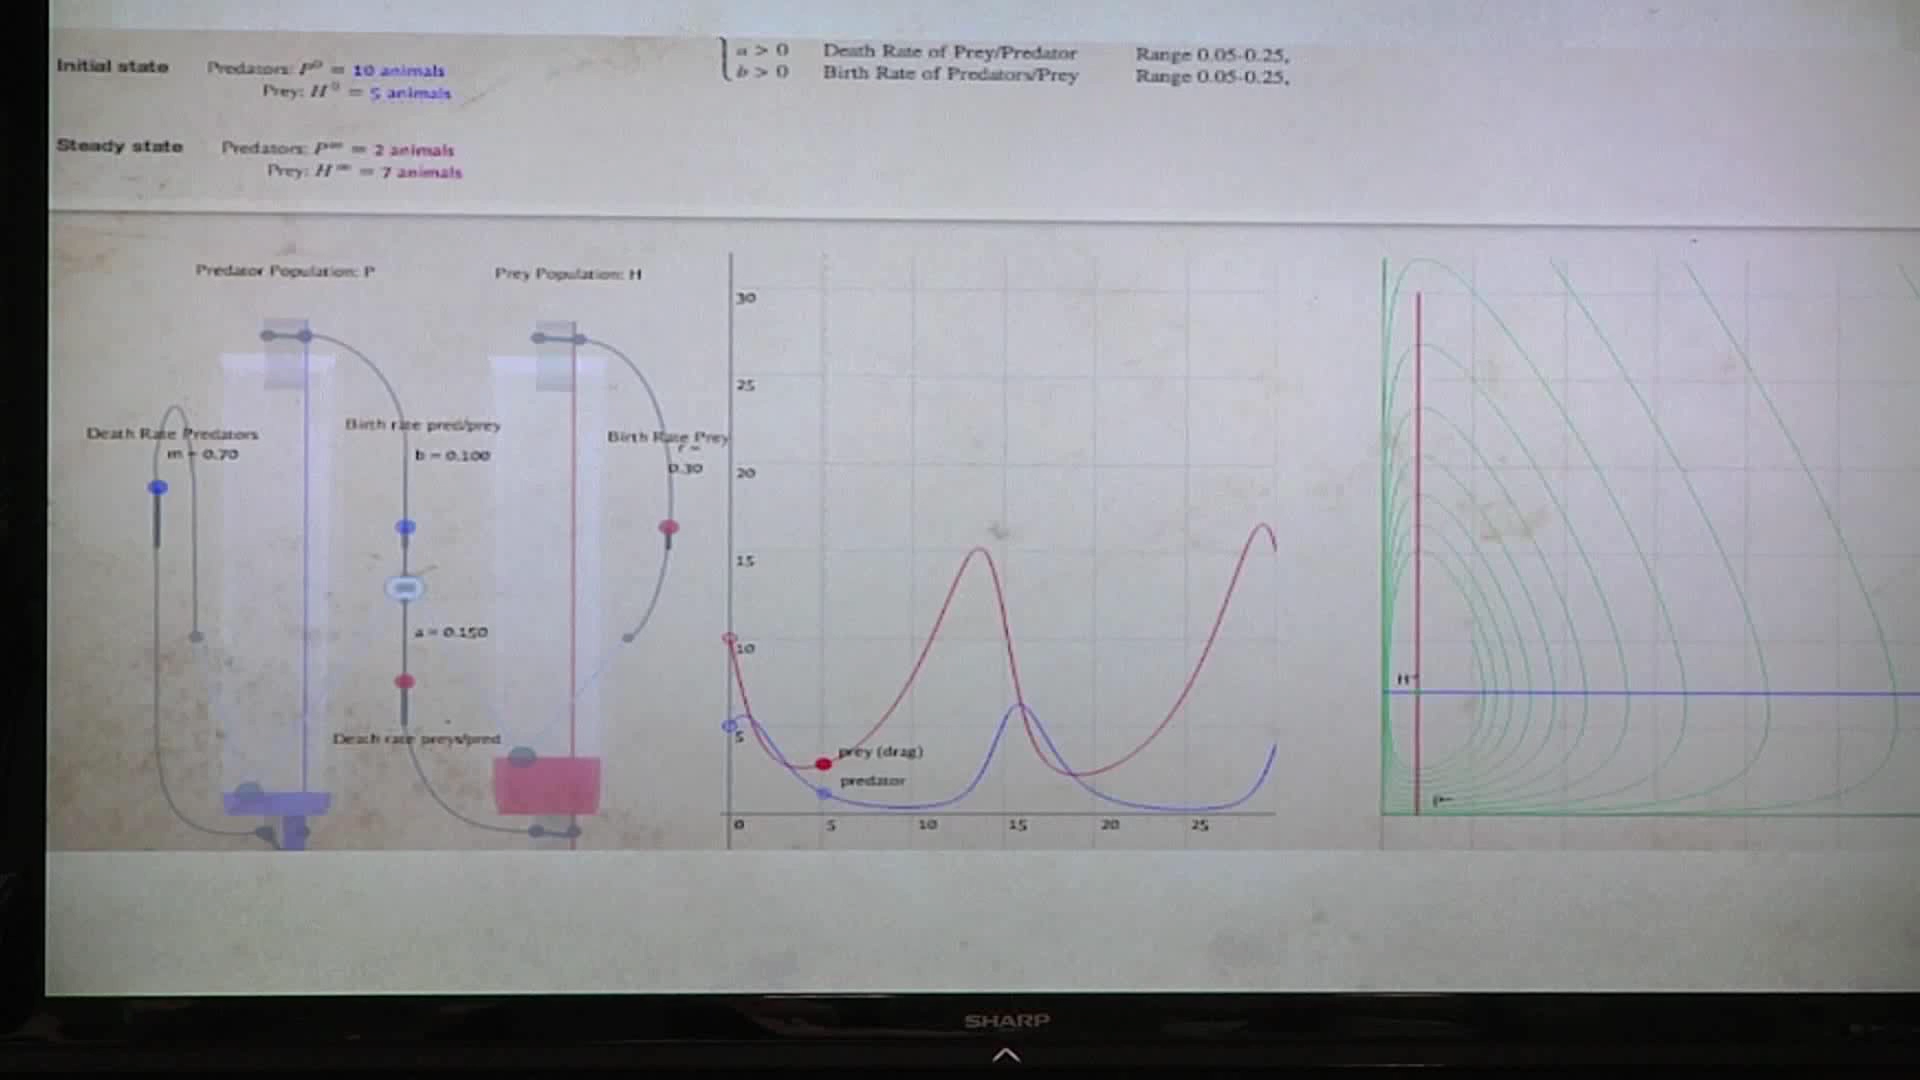 Initial state
Predators: P⁰ = 10 animals
Prey: H⁰ = 5 animals
a > 0 Death Rate of Prey/Predator Range 0.05-0.25,
b > 0 Birth Rate of Predators/Prey Range 0.05-0.25,
Steady state
Predators: P∞ = 2 animals
Prey: H∞ = 7 animals
Predator Population: P
Prey Population: H
Death Rate Predators
m = 0.70
Birth rate pred/prey
b = 0.100
Birth Rate Prey
r =
0.30
a = 0.150
Death rate preys/pred
30
25
20
15
10
5
prey (drag)
predator
0 5 10 15 20 25
SHARP